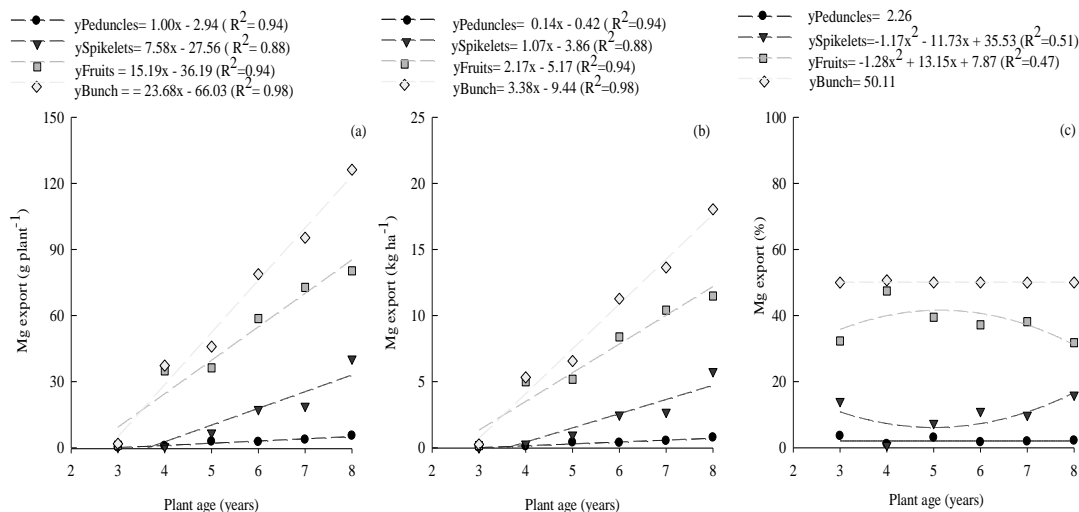 yPeduncles= 1.00x - 2.94 (R²= 0.94)
ySpikelets= 7.58x - 27.56 ( R²= 0.88)
yFruits = 15.19x - 36.19 (R²=0.94)
yBunch = = 23.68x - 66.03 (R²= 0.98)
yPeduncles= 0.14x - 0.42 (R²=0.94)
ySpikelets= 1.07x - 3.86 (R²=0.88)
yFruits= 2.17x - 5.17 (R²=0.94)
yBunch= 3.38x - 9.44 (R²=0.98)
yPeduncles= 2.26
ySpikelets=-1.17x² - 11.73x + 35.53 (R²=0.51)
yFruits= -1.28x² + 13.15x + 7.87 (R²=0.47)
yBunch= 50.11
(a)
Mg export (g plant⁻¹)
150
120
90
60
30
0
2 3 4 5 6 7 8
Plant age (years)
(b)
Mg export (kg ha⁻¹)
25
20
15
10
5
0
2 3 4 5 6 7 8
Plant age (years)
(c)
Mg export (%)
100
80
60
40
20
0
2 3 4 5 6 7 8
Plant age (years)